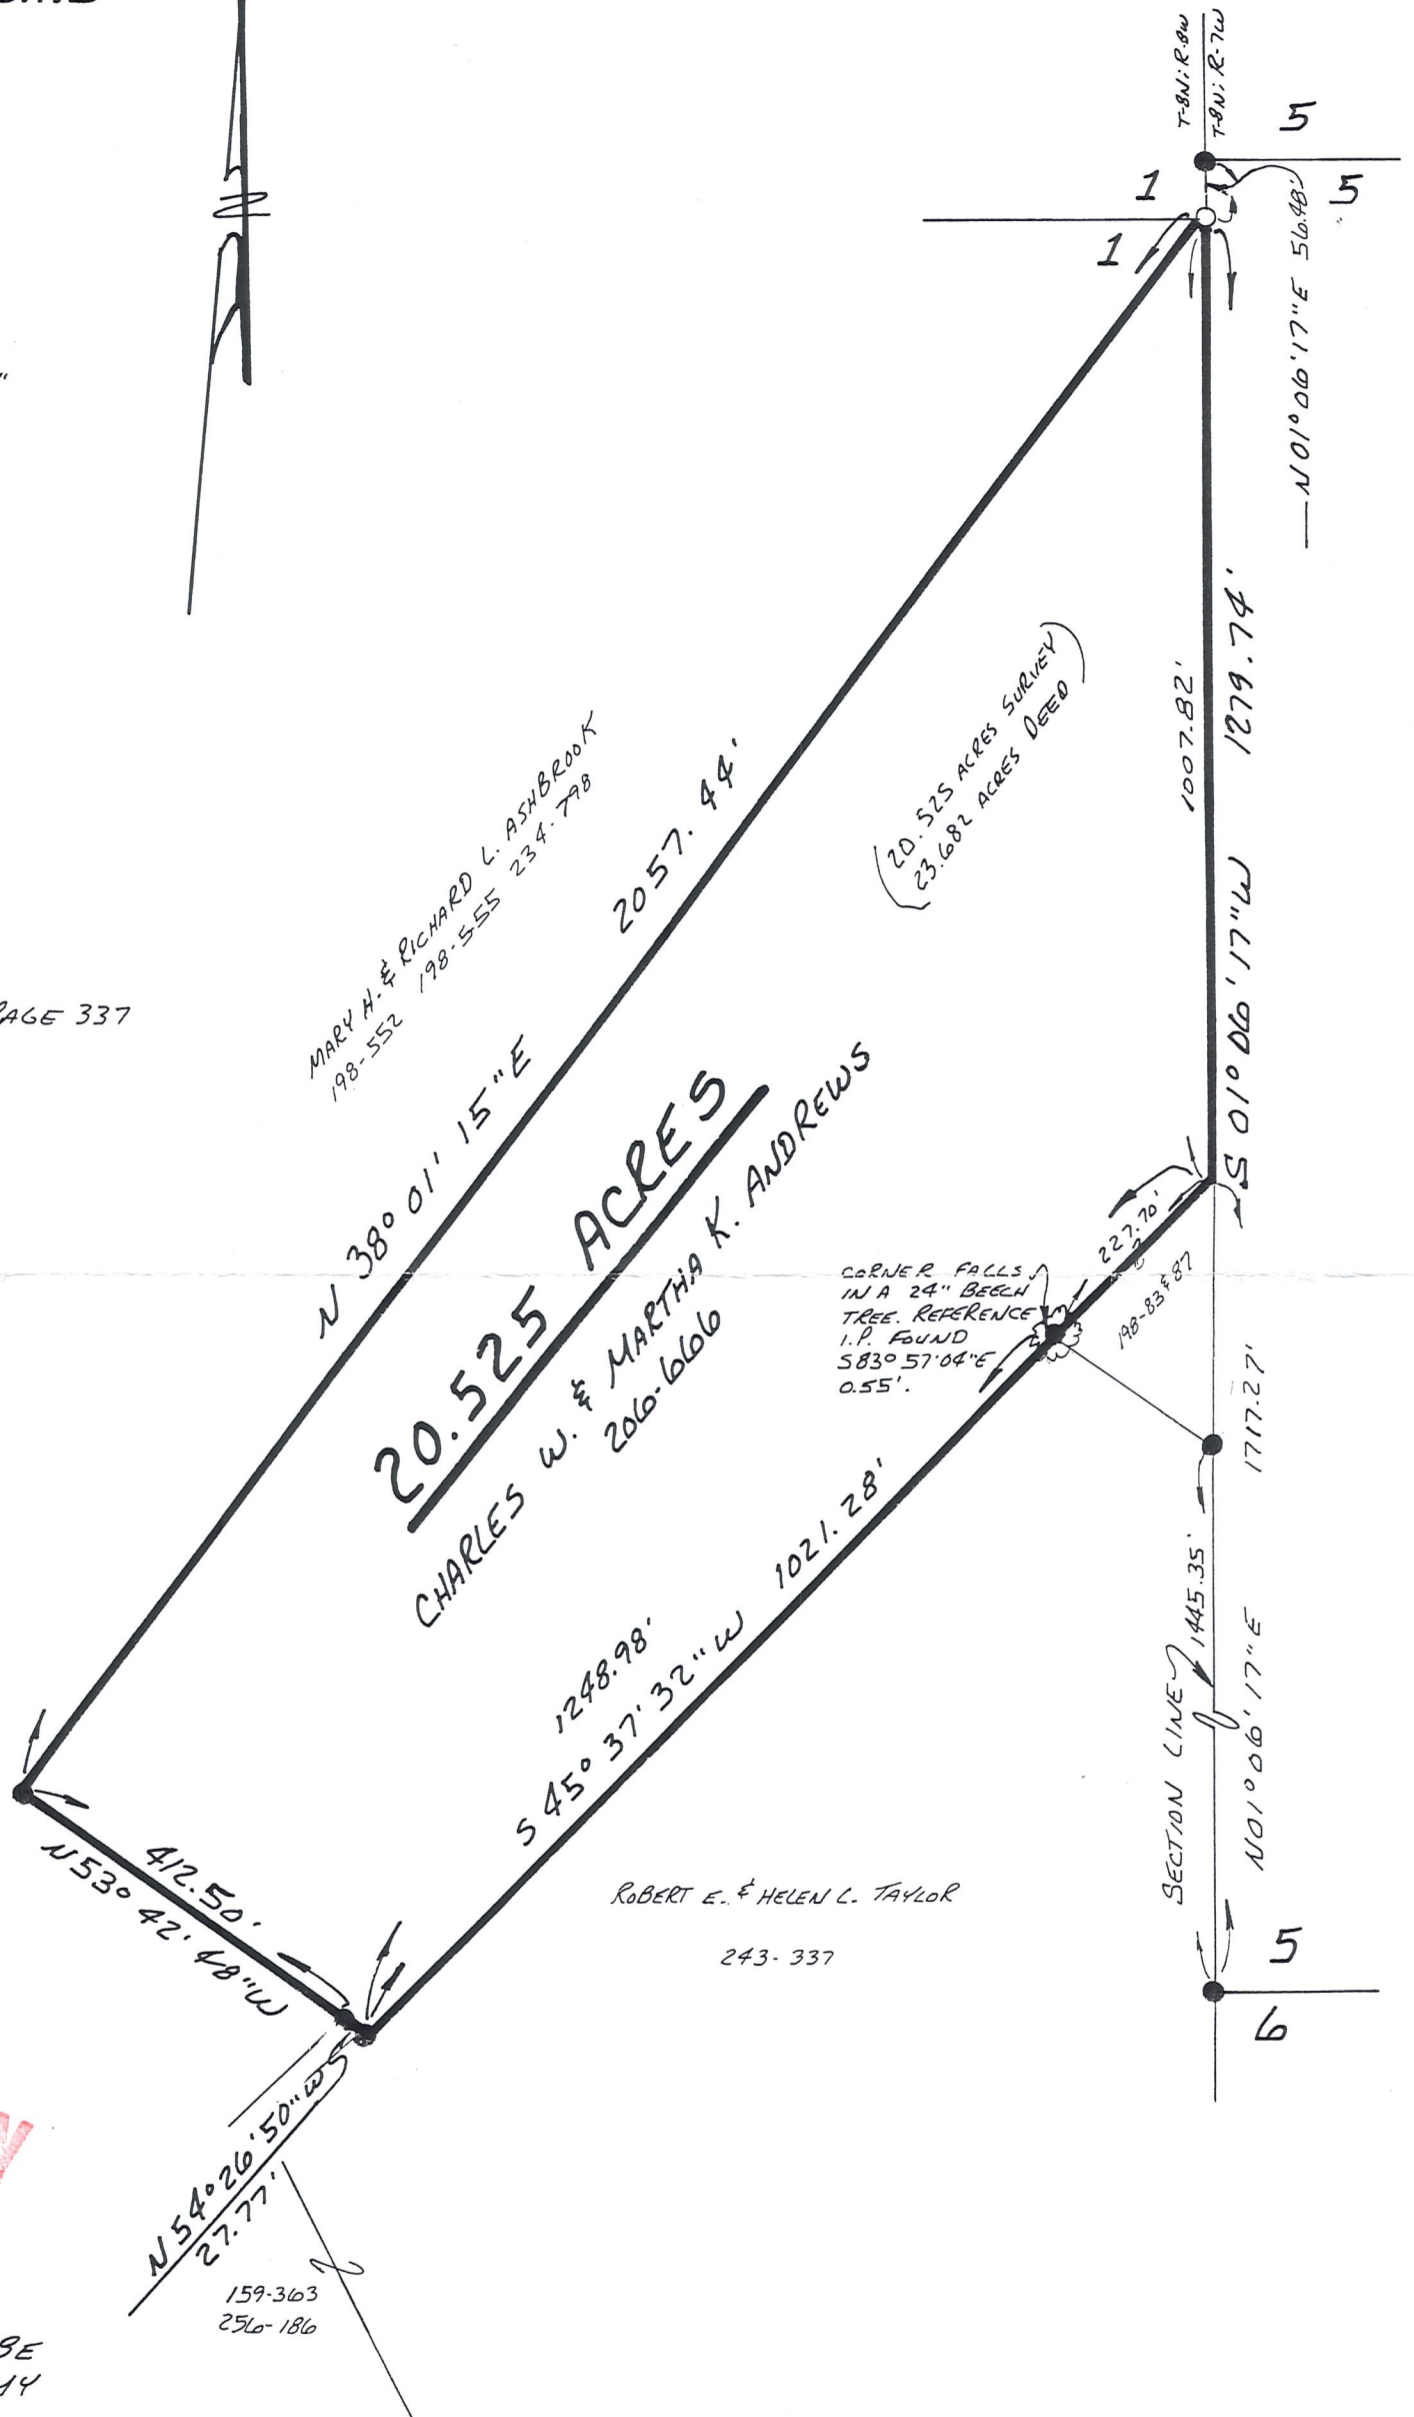 T-8N; R-8W
T-8N; R-7W
5
5
1
1
N
N 01° 06' 17" E 56.48'
1279.74'
1007.82'
S 01° 06' 17" W
(20.525 ACRES SURVEY
23.682 ACRES DEED)
2057.44'
N 38° 01' 15" E
MARY H. & RICHARD L. ASHBROOK
198-552 198-555 234-798
PAGE 337
20.525 ACRES
CHARLES W. & MARTHA K. ANDREWS
206-666
CORNER FALLS
IN A 24" BEECH
TREE. REFERENCE
I.P. FOUND
S 83° 57' 04" E
0.55'.
227.70'
198-83 & 87
1717.27'
1021.28'
1248.98'
S 45° 37' 32" W
1445.35'
SECTION LINE
N 01° 06' 17" E
ROBERT E. & HELEN L. TAYLOR
243-337
5
6
412.50'
N 53° 42' 48" W
N 54° 26' 50" W
27.77'
159-363
256-186
BE